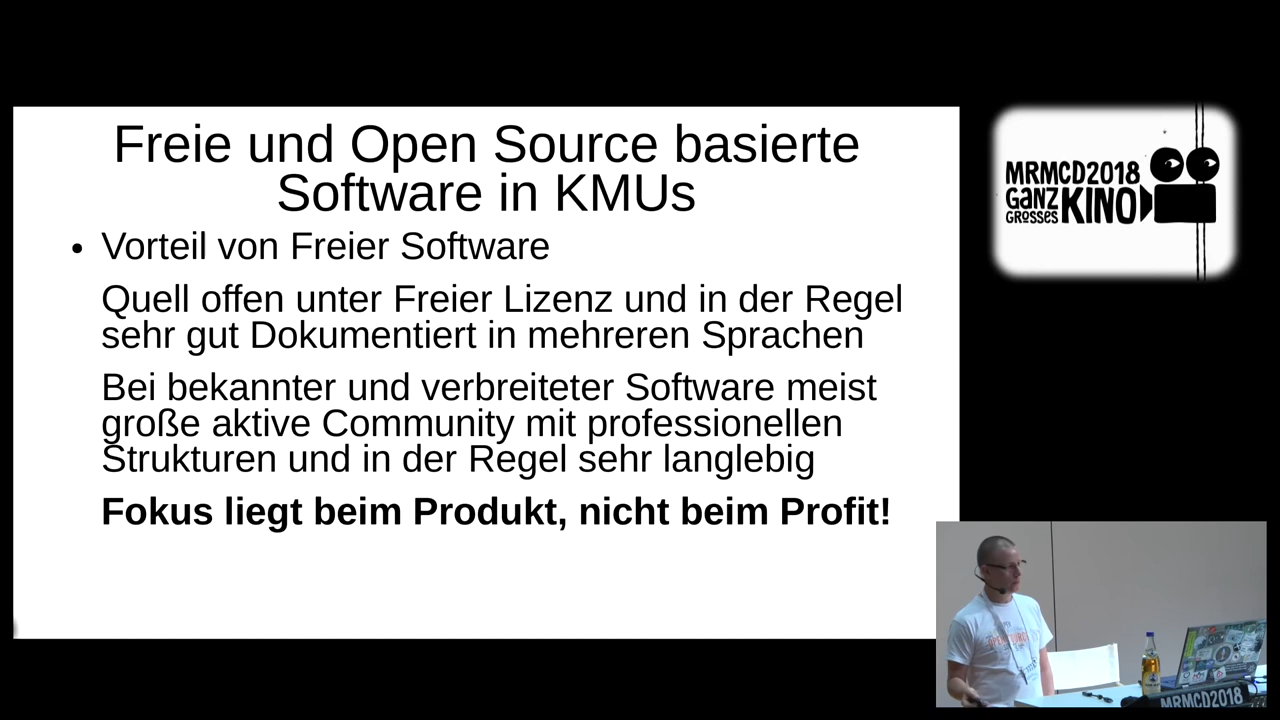 Freie und Open Source basierte
Software in KMUs
• Vorteil von Freier Software
Quell offen unter Freier Lizenz und in der Regel
sehr gut Dokumentiert in mehreren Sprachen
Bei bekannter und verbreiteter Software meist
große aktive Community mit professionellen
Strukturen und in der Regel sehr langlebig
Fokus liegt beim Produkt, nicht beim Profit!
MRMCD2018
GANZ
GROSSES
KINO
MRMCD2018